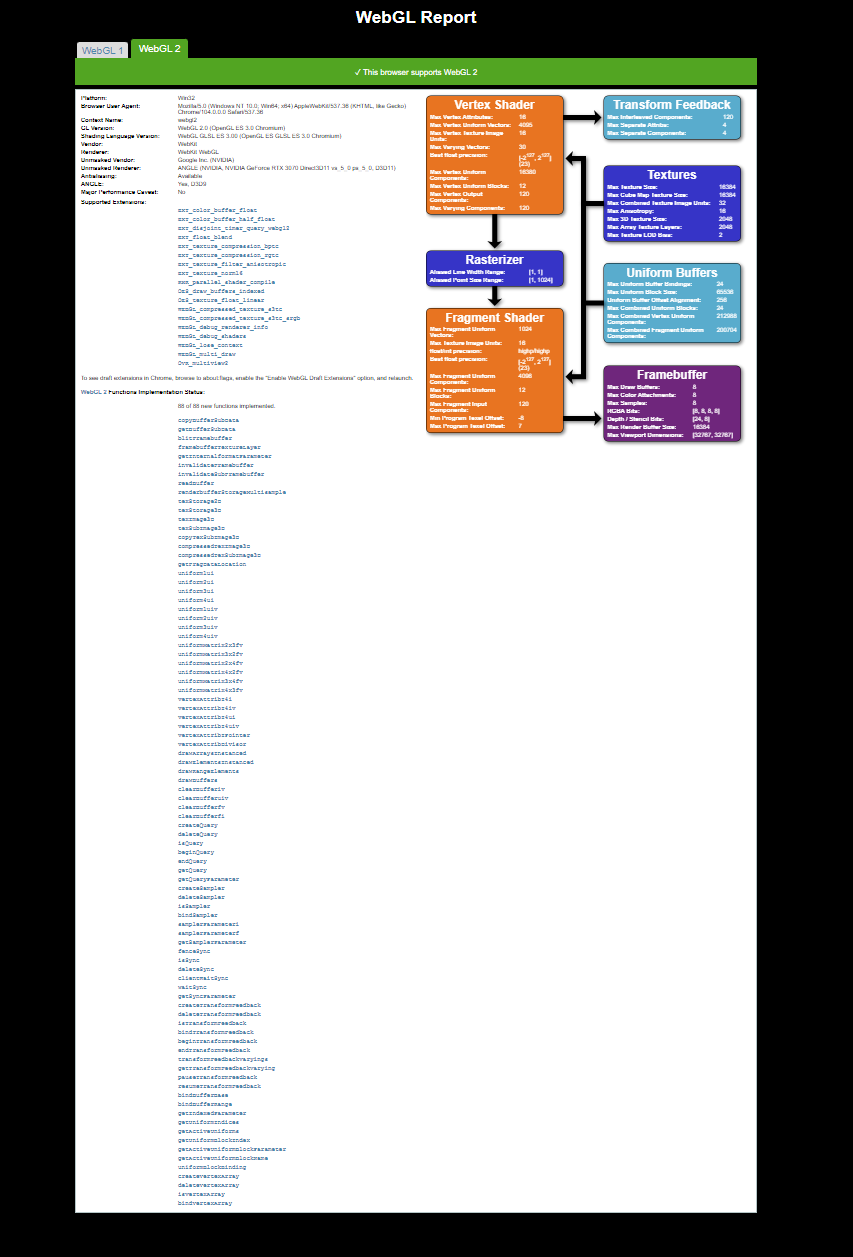 WebGL Report
WebGL 1
WebGL 2
✓ This browser supports WebGL 2
Platform: Win32
Browser User Agent: Mozilla/5.0 (Windows NT 10.0; Win64; x64) AppleWebKit/537.36 (KHTML, like Gecko)
Chrome/104.0.0.0 Safari/537.36
Context Name: webgl2
GL Version: WebGL 2.0 (OpenGL ES 3.0 Chromium)
Shading Language Version: WebGL GLSL ES 3.00 (OpenGL ES GLSL ES 3.0 Chromium)
Vendor: WebKit
Renderer: WebKit WebGL
Unmasked Vendor: Google Inc. (NVIDIA)
Unmasked Renderer: ANGLE (NVIDIA, NVIDIA GeForce RTX 3070 Direct3D11 vs_5_0 ps_5_0, D3D11)
Antialiasing: Available
ANGLE: Yes, D3D9
Major Performance Caveat: No
Supported Extensions:
EXT_color_buffer_float
EXT_color_buffer_half_float
EXT_disjoint_timer_query_webgl2
EXT_float_blend
EXT_texture_compression_bptc
EXT_texture_compression_rgtc
EXT_texture_filter_anisotropic
EXT_texture_norm16
KHR_parallel_shader_compile
OES_draw_buffers_indexed
OES_texture_float_linear
WEBGL_compressed_texture_s3tc
WEBGL_compressed_texture_s3tc_srgb
WEBGL_debug_renderer_info
WEBGL_debug_shaders
WEBGL_lose_context
WEBGL_multi_draw
OVR_multiview2
To see draft extensions in Chrome, browse to about:flags, enable the "Enable WebGL Draft Extensions" option, and relaunch.
WebGL 2 Functions Implementation Status:
88 of 88 new functions implemented.
copyBufferSubData
getBufferSubData
blitFramebuffer
framebufferTextureLayer
getInternalformatParameter
invalidateFramebuffer
invalidateSubFramebuffer
readBuffer
renderbufferStorageMultisample
texStorage2D
texStorage3D
texImage3D
texSubImage3D
copyTexSubImage3D
compressedTexImage3D
compressedTexSubImage3D
getFragDataLocation
uniform1ui
uniform2ui
uniform3ui
uniform4ui
uniform1uiv
uniform2uiv
uniform3uiv
uniform4uiv
uniformMatrix2x3fv
uniformMatrix3x2fv
uniformMatrix2x4fv
uniformMatrix4x2fv
uniformMatrix3x4fv
uniformMatrix4x3fv
vertexAttribI4i
vertexAttribI4iv
vertexAttribI4ui
vertexAttribI4uiv
vertexAttribIPointer
vertexAttribDivisor
drawArraysInstanced
drawElementsInstanced
drawRangeElements
drawBuffers
clearBufferiv
clearBufferuiv
clearBufferfv
clearBufferfi
createQuery
deleteQuery
isQuery
beginQuery
endQuery
getQuery
getQueryParameter
createSampler
deleteSampler
isSampler
bindSampler
samplerParameteri
samplerParameterf
getSamplerParameter
fenceSync
isSync
deleteSync
clientWaitSync
waitSync
getSyncParameter
createTransformFeedback
deleteTransformFeedback
isTransformFeedback
bindTransformFeedback
beginTransformFeedback
endTransformFeedback
transformFeedbackVaryings
getTransformFeedbackVarying
pauseTransformFeedback
resumeTransformFeedback
bindBufferBase
bindBufferRange
getIndexedParameter
getUniformIndices
getActiveUniforms
getUniformBlockIndex
getActiveUniformBlockParameter
getActiveUniformBlockName
uniformBlockBinding
createVertexArray
deleteVertexArray
isVertexArray
bindVertexArray
Vertex Shader
Max Vertex Attributes: 16
Max Vertex Uniform Vectors: 4095
Max Vertex Texture Image
Units: 16
Max Varying Vectors: 30
Best float precision: [-2^127, 2^127]
(23)
Max Vertex Uniform
Components: 16380
Max Vertex Uniform Blocks: 12
Max Vertex Output
Components: 120
Max Varying Components: 120
Rasterizer
Aliased Line Width Range: [1, 1]
Aliased Point Size Range: [1, 1024]
Fragment Shader
Max Fragment Uniform
Vectors: 1024
Max Texture Image Units: 16
float/int precision: highp/highp
Best float precision: [-2^127, 2^127]
(23)
Max Fragment Uniform
Components: 4096
Max Fragment Uniform
Blocks: 12
Max Fragment Input
Components: 120
Min Program Texel Offset: -8
Max Program Texel Offset: 7
Transform Feedback
Max Interleaved Components: 120
Max Separate Attribs: 4
Max Separate Components: 4
Textures
Max Texture Size: 16384
Max Cube Map Texture Size: 16384
Max Combined Texture Image Units: 32
Max Anisotropy: 16
Max 3D Texture Size: 2048
Max Array Texture Layers: 2048
Max Texture LOD Bias: 2
Uniform Buffers
Max Uniform Buffer Bindings: 24
Max Uniform Block Size: 65536
Uniform Buffer Offset Alignment: 256
Max Combined Uniform Blocks: 24
Max Combined Vertex Uniform
Components: 212988
Max Combined Fragment Uniform
Components: 200704
Framebuffer
Max Draw Buffers: 8
Max Color Attachments: 8
Max Samples: 8
RGBA Bits: [8, 8, 8, 8]
Depth / Stencil Bits: [24, 8]
Max Render Buffer Size: 16384
Max Viewport Dimensions: [32767, 32767]